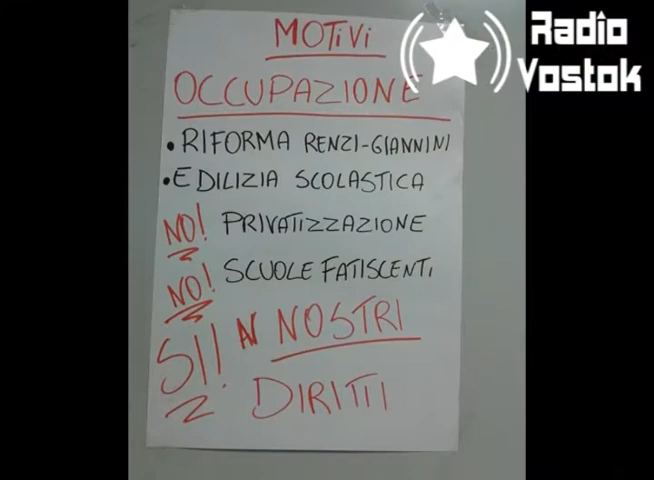 MOTIVI
OCCUPAZIONE
• RIFORMA RENZI-GIANNINI
• EDILIZIA SCOLASTICA
NO! PRIVATIZZAZIONE
NO! SCUOLE FATISCENTI
SI! AI NOSTRI
DIRITTI
Radio
Vostok